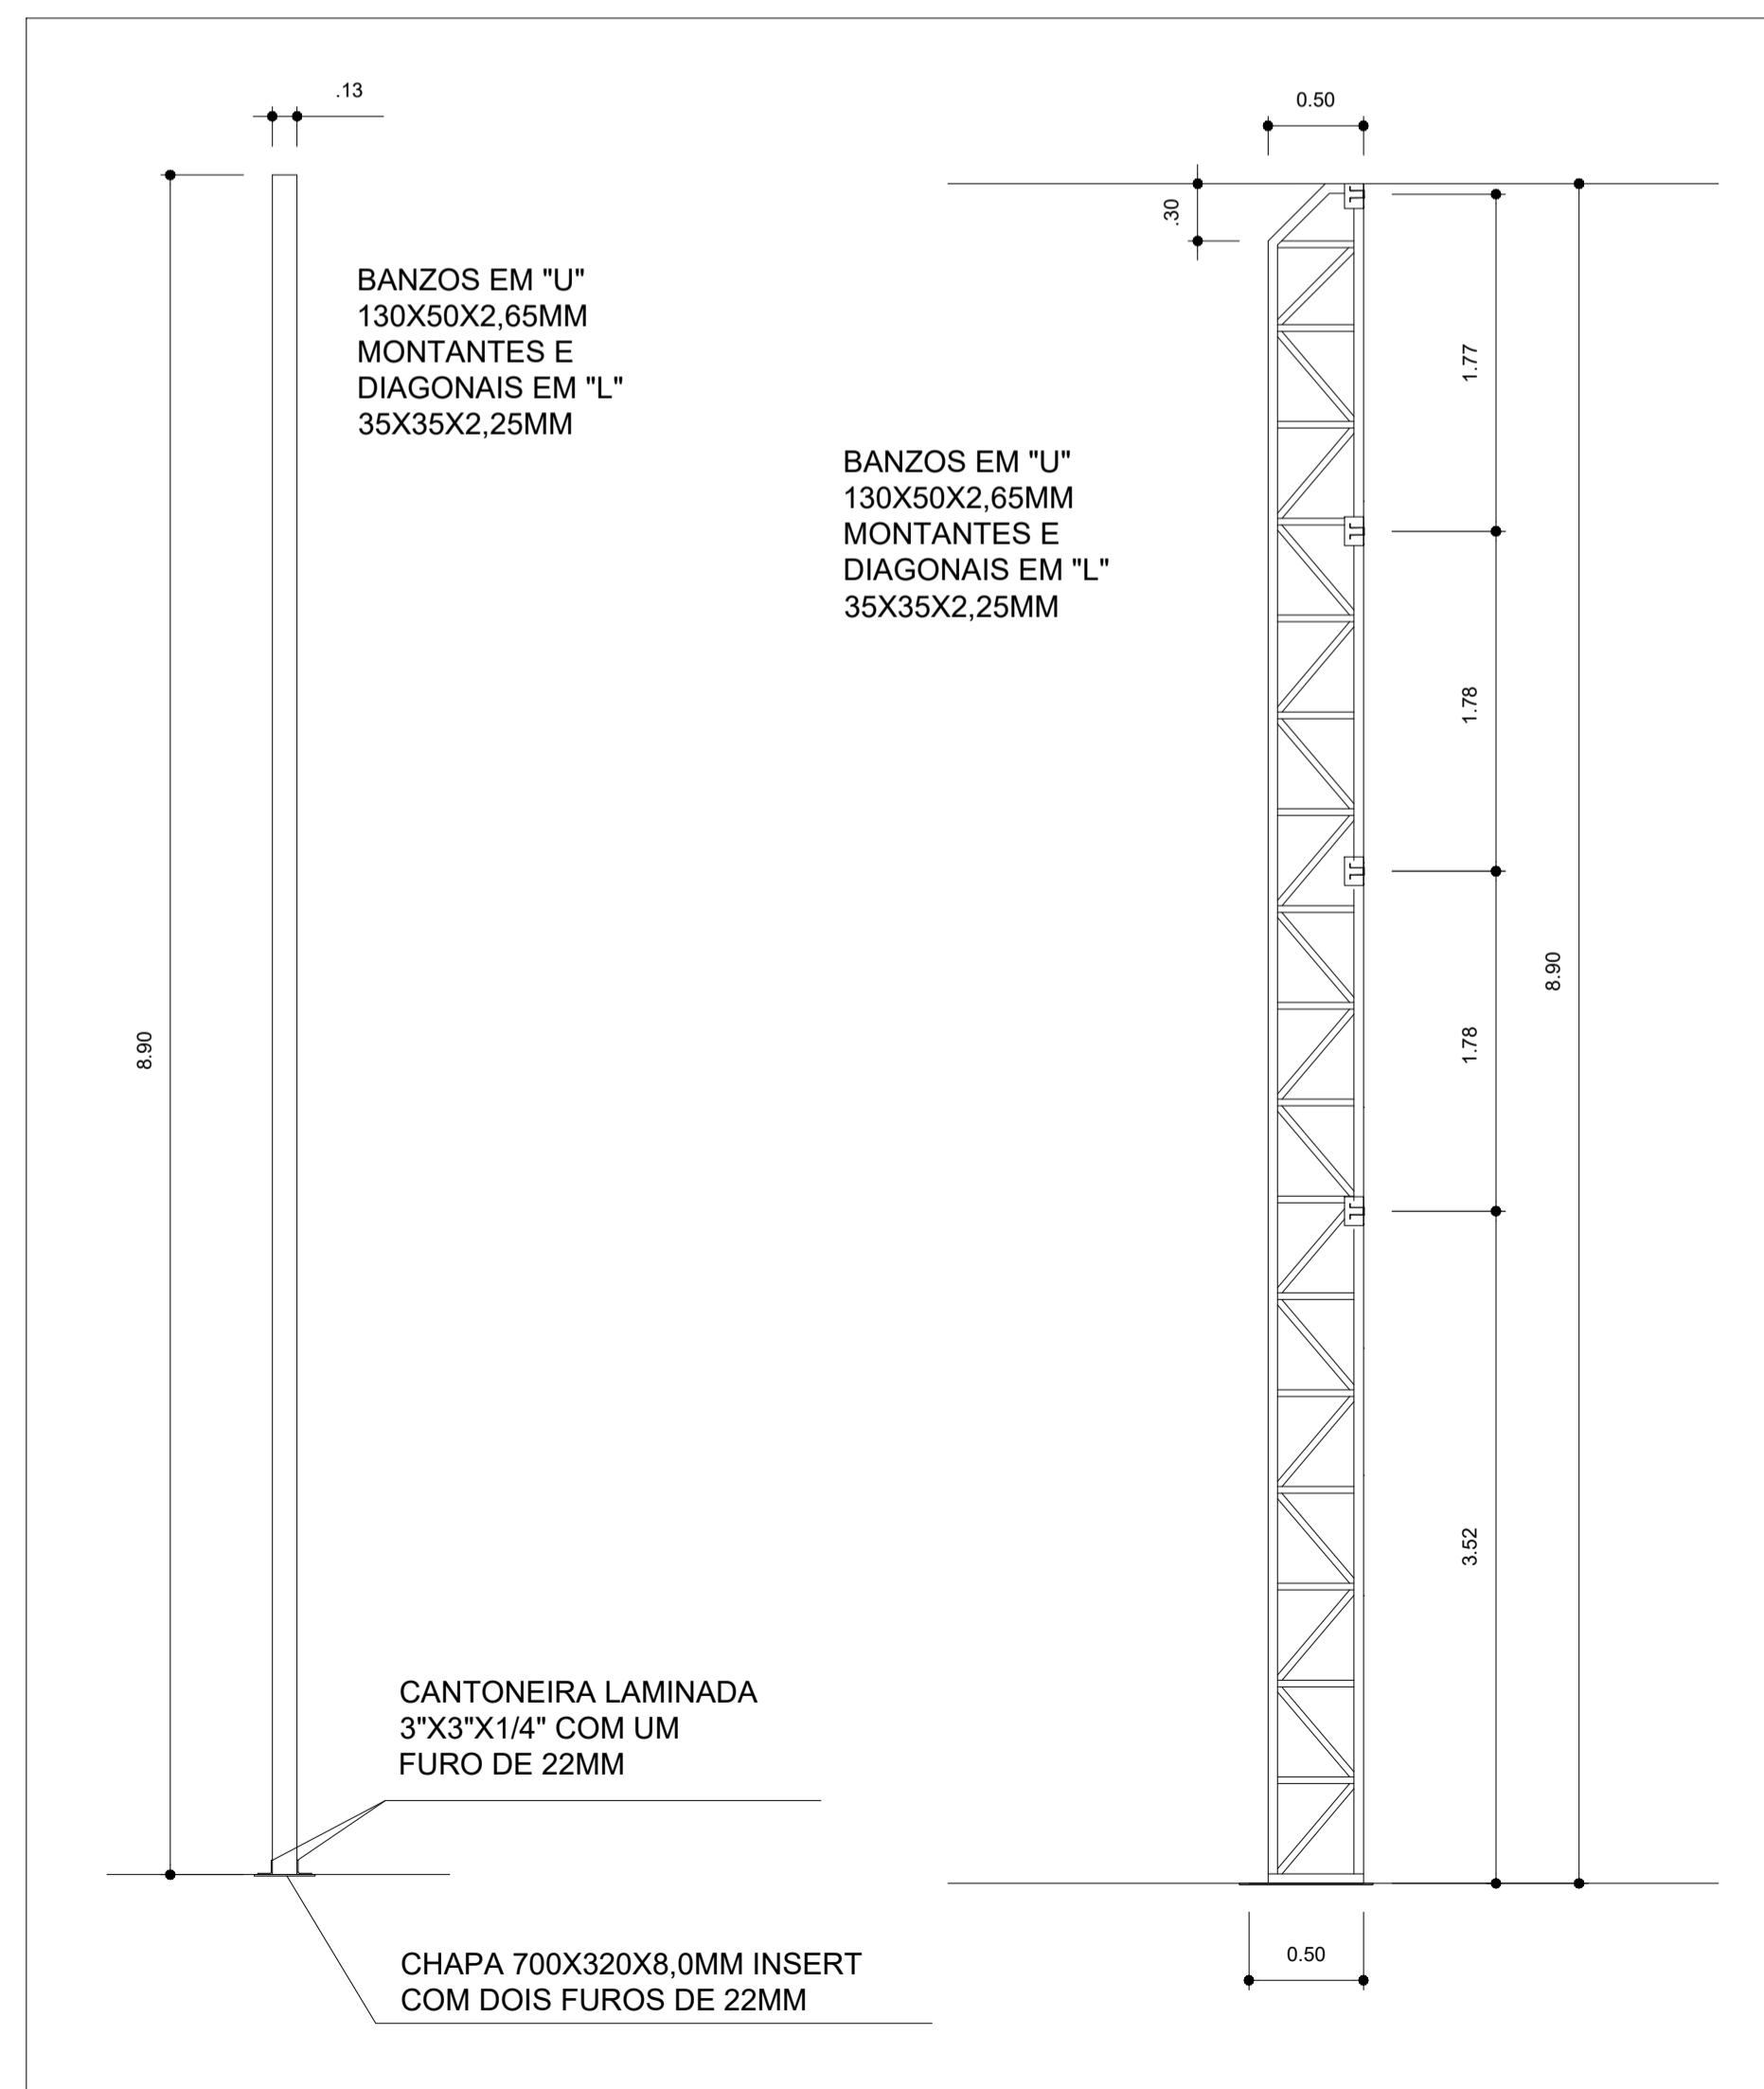 .13
0.50
.30
BANZOS EM "U"
130X50X2,65MM
MONTANTES E
DIAGONAIS EM "L"
35X35X2,25MM
1.77
BANZOS EM "U"
130X50X2,65MM
MONTANTES E
DIAGONAIS EM "L"
35X35X2,25MM
1.78
8.90
8.90
1.78
3.52
CANTONEIRA LAMINADA
3"X3"X1/4" COM UM
FURO DE 22MM
0.50
CHAPA 700X320X8,0MM INSERT
COM DOIS FUROS DE 22MM